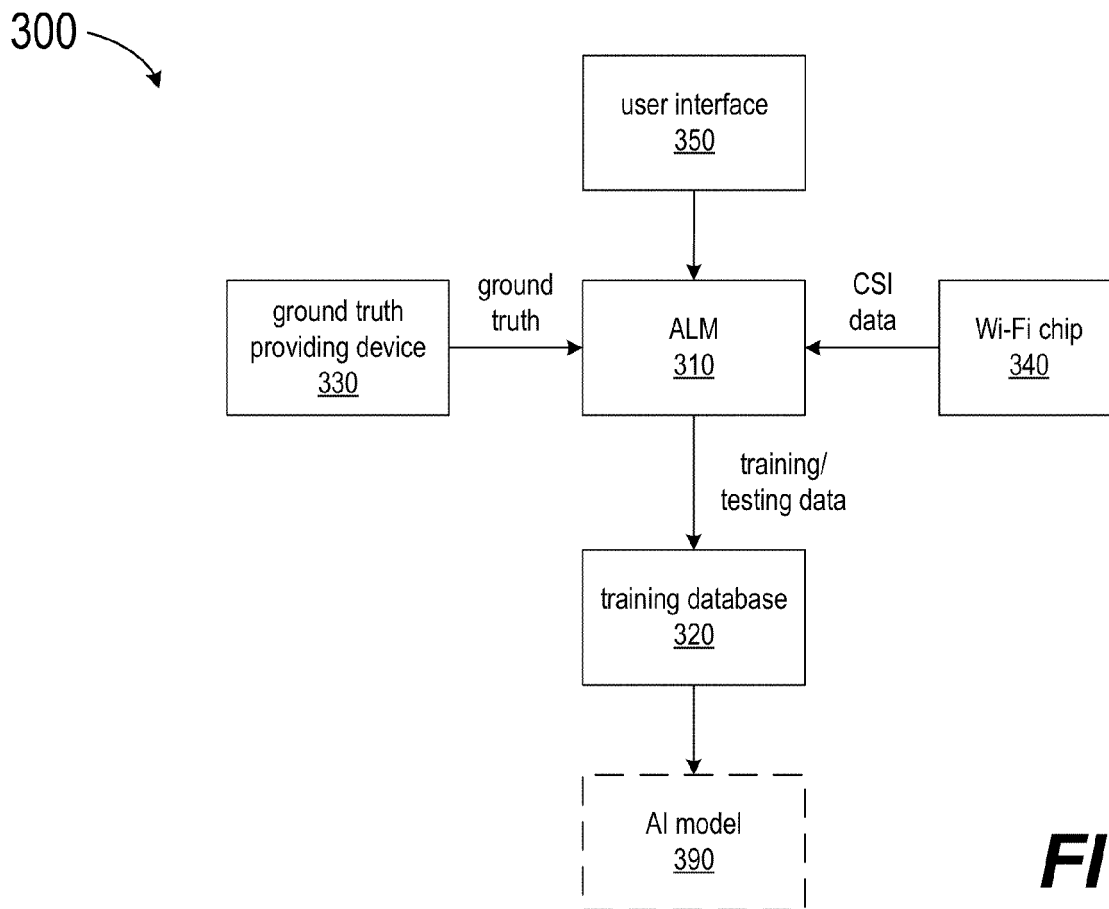 300
user interface
350
ground truth
providing device
330
ground
truth
ALM
310
CSI
data
Wi-Fi chip
340
training/
testing data
training database
320
AI model
390
FI